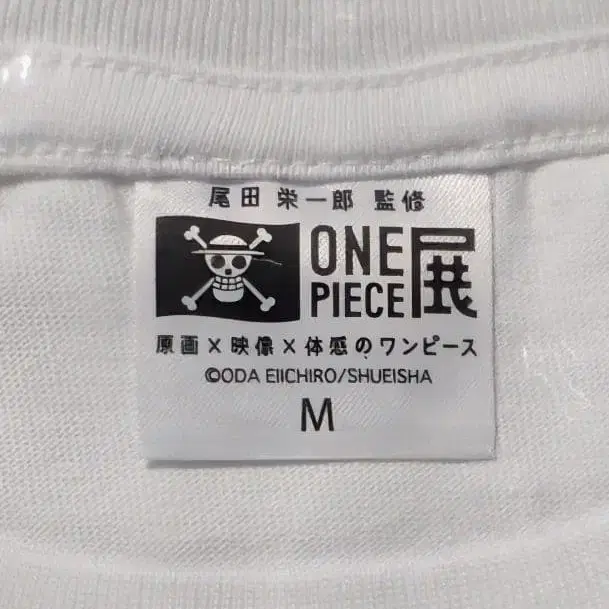 尾田栄一郎 監修
ONE PIECE展
原画×映像×体感のワンピース
©ODA EIICHIRO/SHUEISHA
M